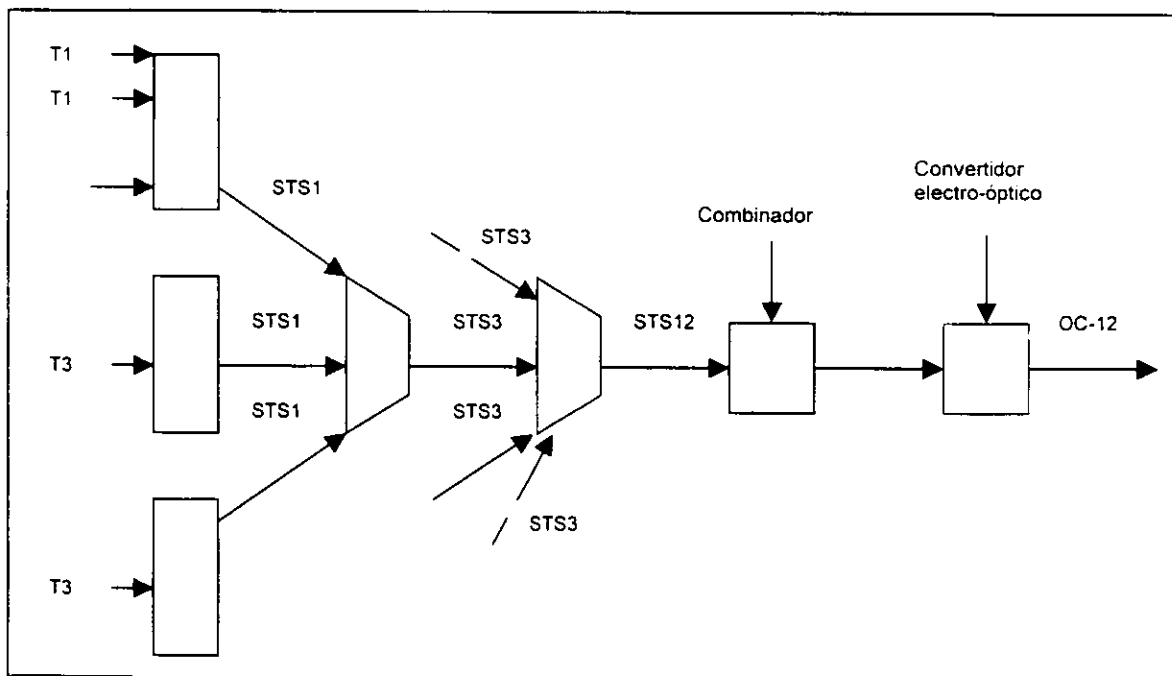 T1
T1
STS1
Convertidor
electro-óptico
Combinador
STS3
T3
STS1
STS3
STS12
OC-12
STS1
STS3
STS3
T3